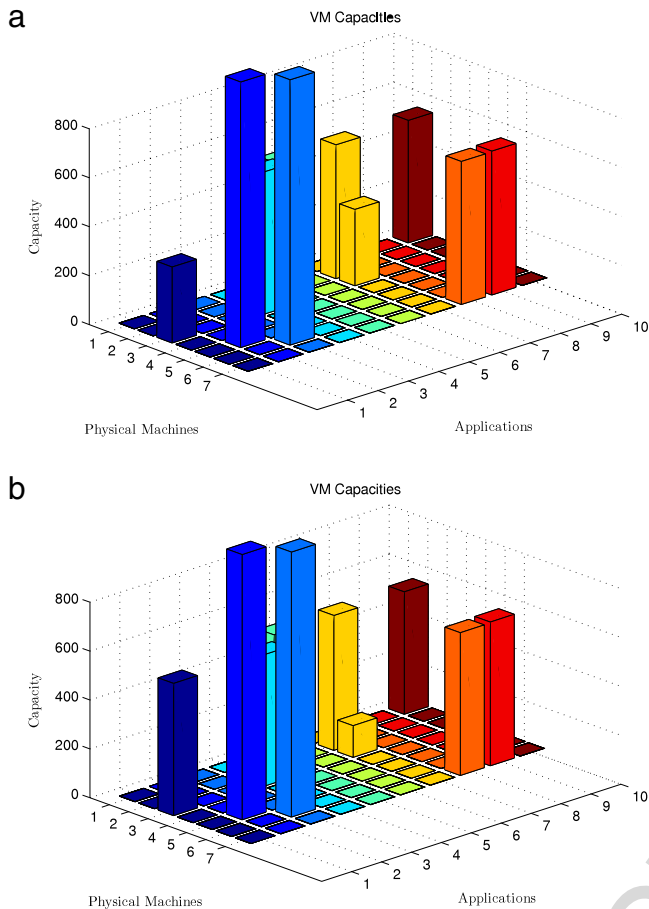 a
VM Capacities
800
600
400
200
0
Capacity
1 2 3 4 5 6 7
Physical Machines
1 2 3 4 5 6 7 8 9 10
Applications
b
VM Capacities
800
600
400
200
0
Capacity
1 2 3 4 5 6 7
Physical Machines
1 2 3 4 5 6 7 8 9 10
Applications